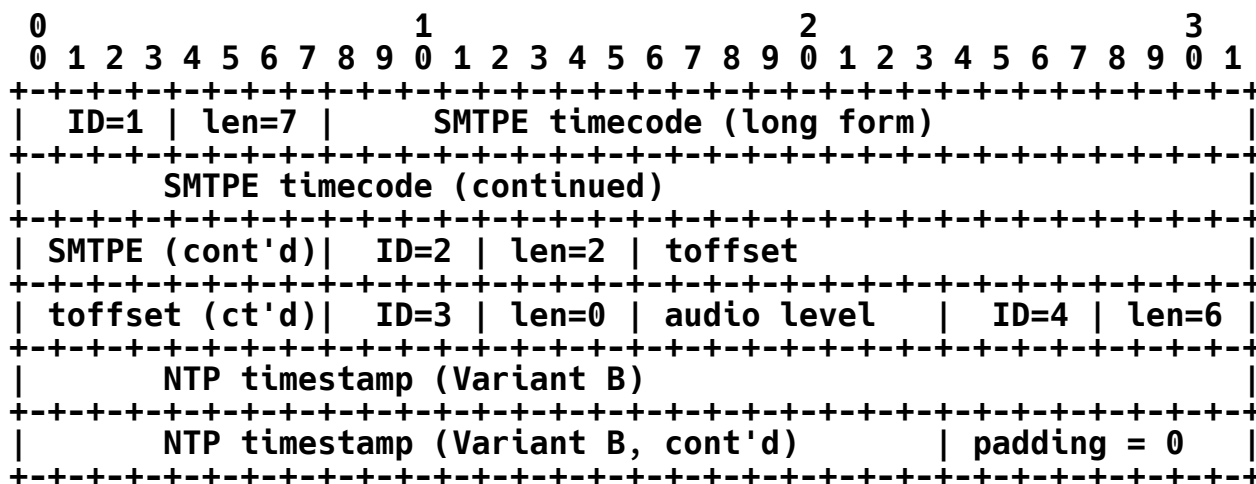 0                   1                   2                   3
 0 1 2 3 4 5 6 7 8 9 0 1 2 3 4 5 6 7 8 9 0 1 2 3 4 5 6 7 8 9 0 1
+-+-+-+-+-+-+-+-+-+-+-+-+-+-+-+-+-+-+-+-+-+-+-+-+-+-+-+-+-+-+-+-+
|  ID=1 | len=7 |     SMTPE timecode (long form)                |
+-+-+-+-+-+-+-+-+-+-+-+-+-+-+-+-+-+-+-+-+-+-+-+-+-+-+-+-+-+-+-+-+
|       SMTPE timecode (continued)                              |
+-+-+-+-+-+-+-+-+-+-+-+-+-+-+-+-+-+-+-+-+-+-+-+-+-+-+-+-+-+-+-+-+
| SMTPE (cont'd)|  ID=2 | len=2 | toffset                       |
+-+-+-+-+-+-+-+-+-+-+-+-+-+-+-+-+-+-+-+-+-+-+-+-+-+-+-+-+-+-+-+-+
| toffset (ct'd)|  ID=3 | len=0 | audio level   |  ID=4 | len=6 |
+-+-+-+-+-+-+-+-+-+-+-+-+-+-+-+-+-+-+-+-+-+-+-+-+-+-+-+-+-+-+-+-+
|       NTP timestamp (Variant B)                               |
+-+-+-+-+-+-+-+-+-+-+-+-+-+-+-+-+-+-+-+-+-+-+-+-+-+-+-+-+-+-+-+-+
|       NTP timestamp (Variant B, cont'd)       | padding = 0   |
+-+-+-+-+-+-+-+-+-+-+-+-+-+-+-+-+-+-+-+-+-+-+-+-+-+-+-+-+-+-+-+-+